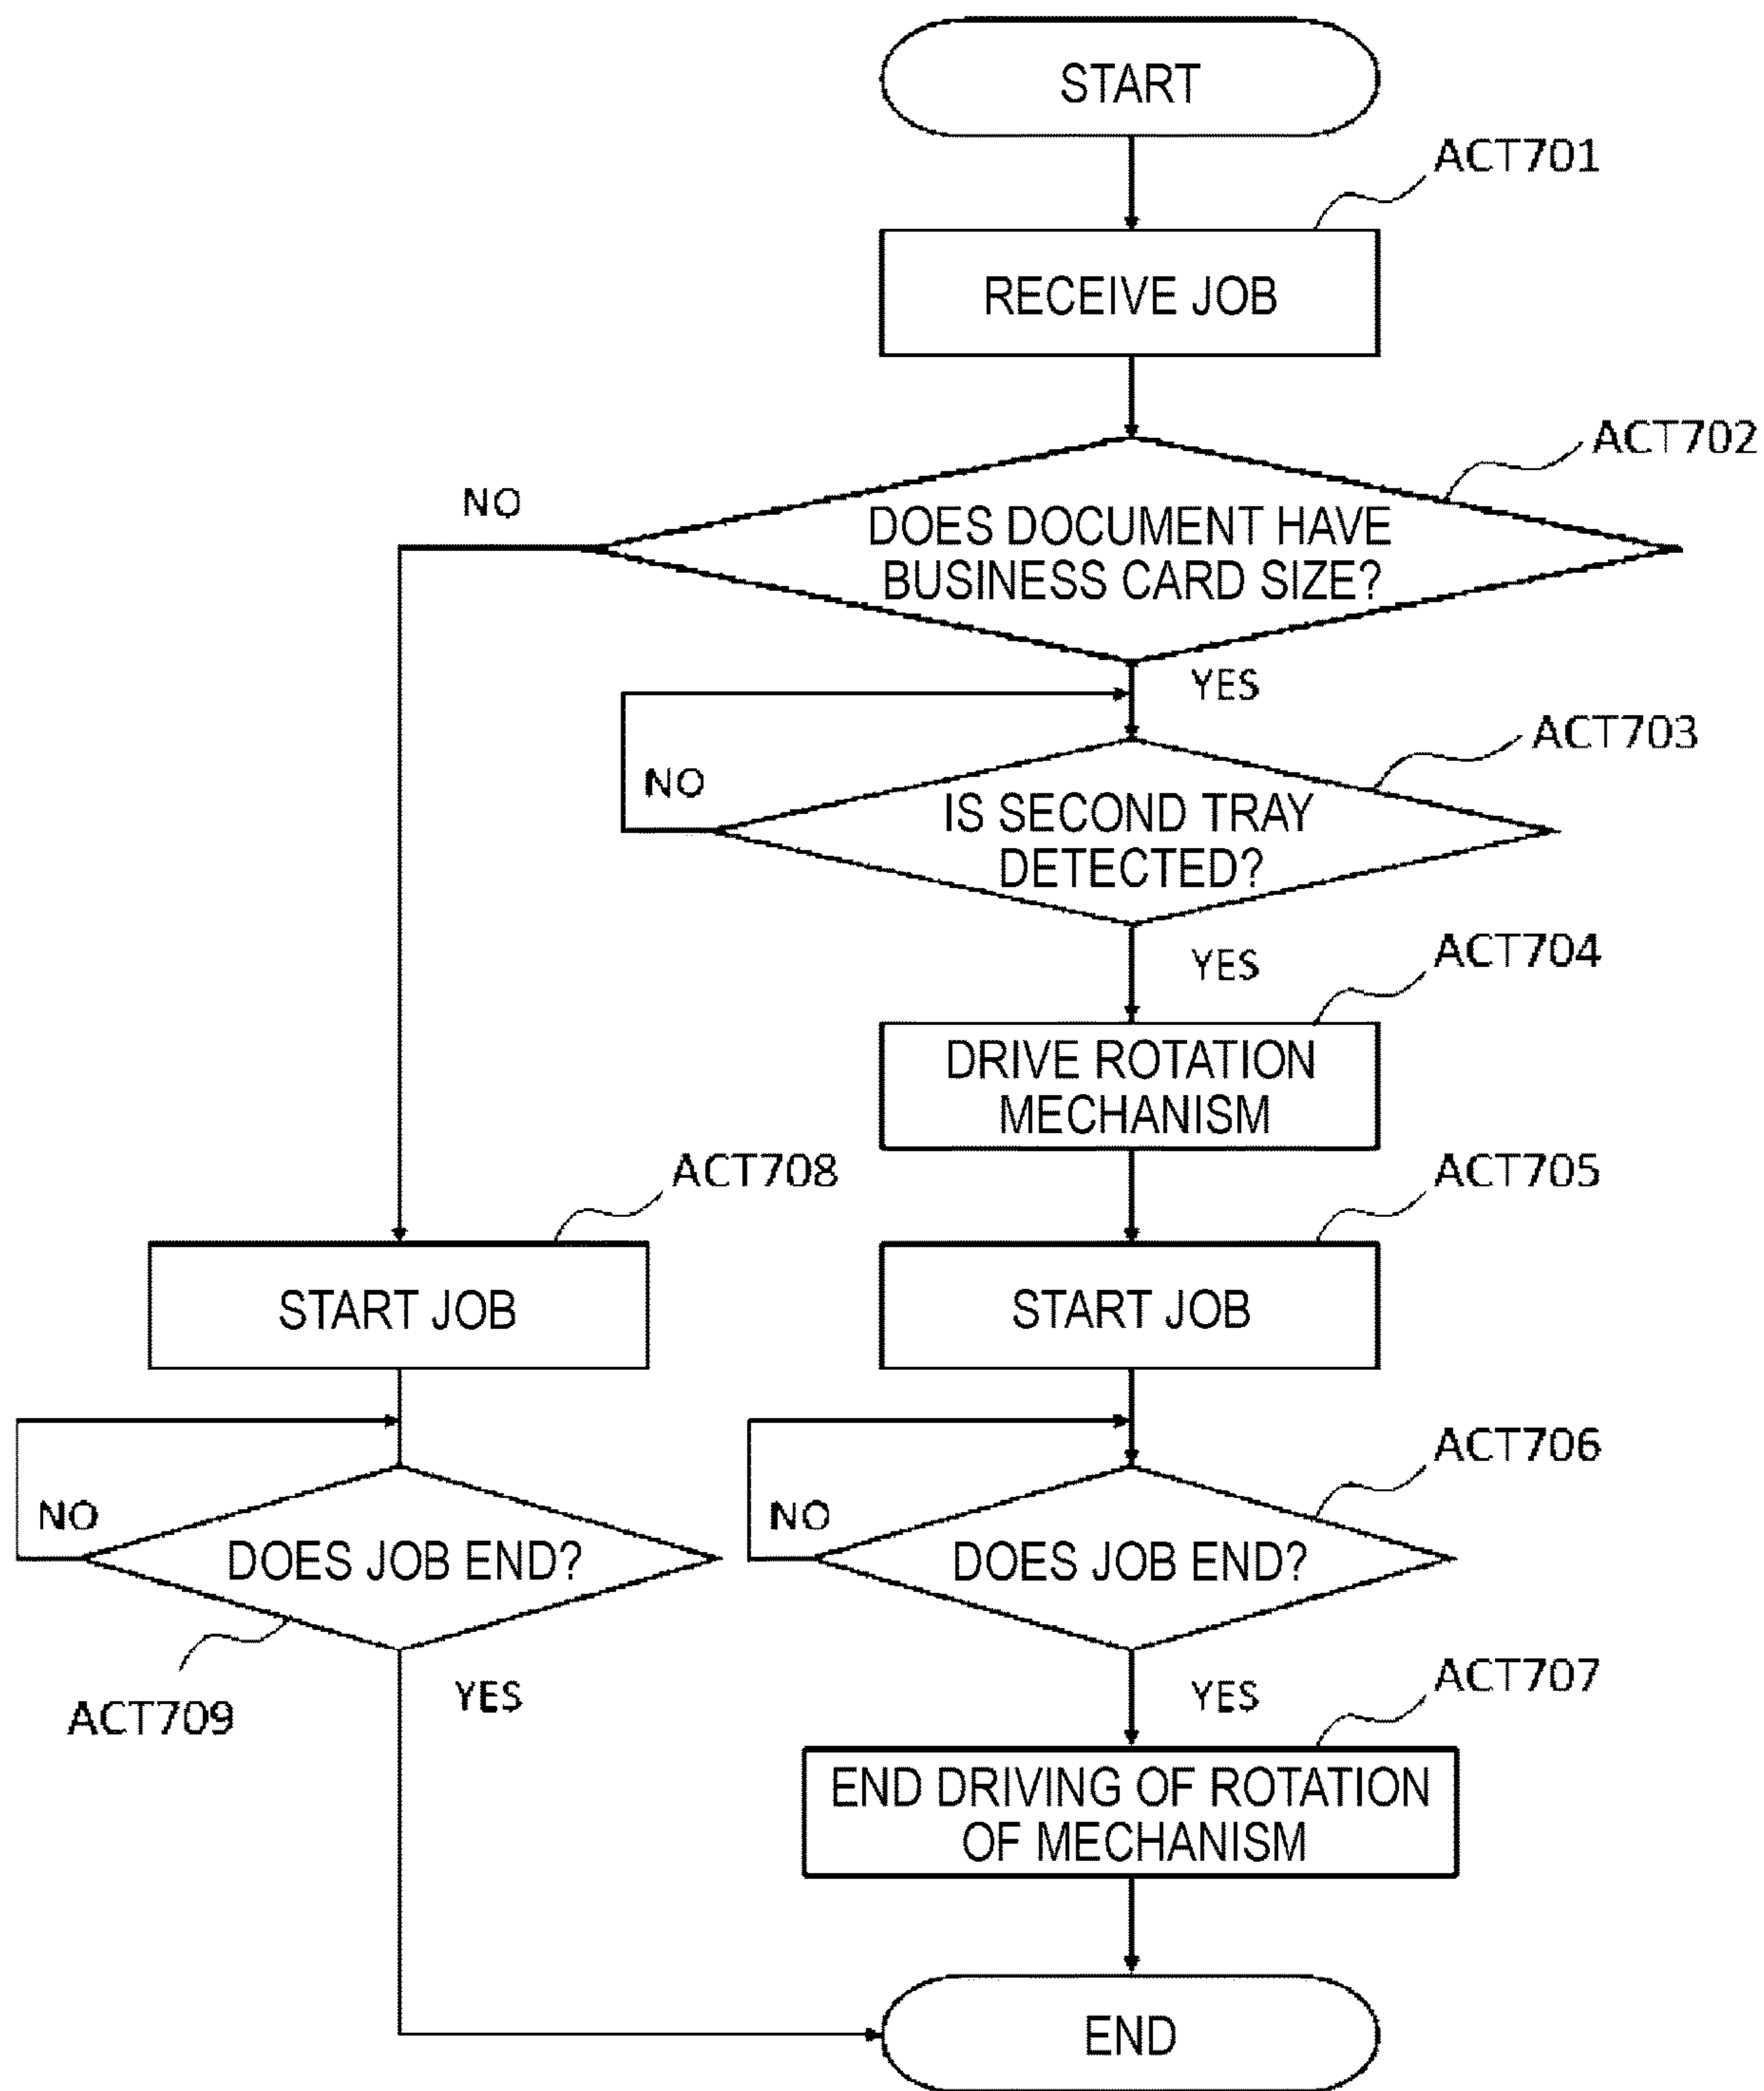 START
ACT701
RECEIVE JOB
ACT702
NO
DOES DOCUMENT HAVE
BUSINESS CARD SIZE?
YES
ACT703
NO
IS SECOND TRAY
DETECTED?
YES
ACT704
DRIVE ROTATION
MECHANISM
ACT708
ACT705
START JOB
START JOB
ACT706
NO
NO
DOES JOB END?
DOES JOB END?
ACT709
YES
YES
ACT707
END DRIVING OF ROTATION
OF MECHANISM
END